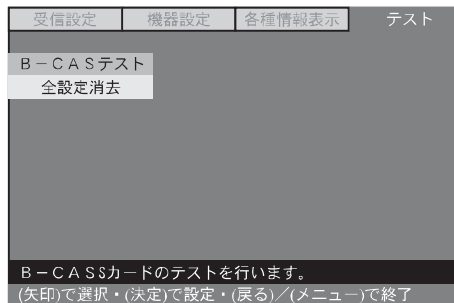 受信設定 機器設定 各種情報表示 テスト
B－CASテスト
全設定消去
B－CASSカードのテストを行います。
(矢印)で選択・(決定)で設定・(戻る)／(メニュー)で終了